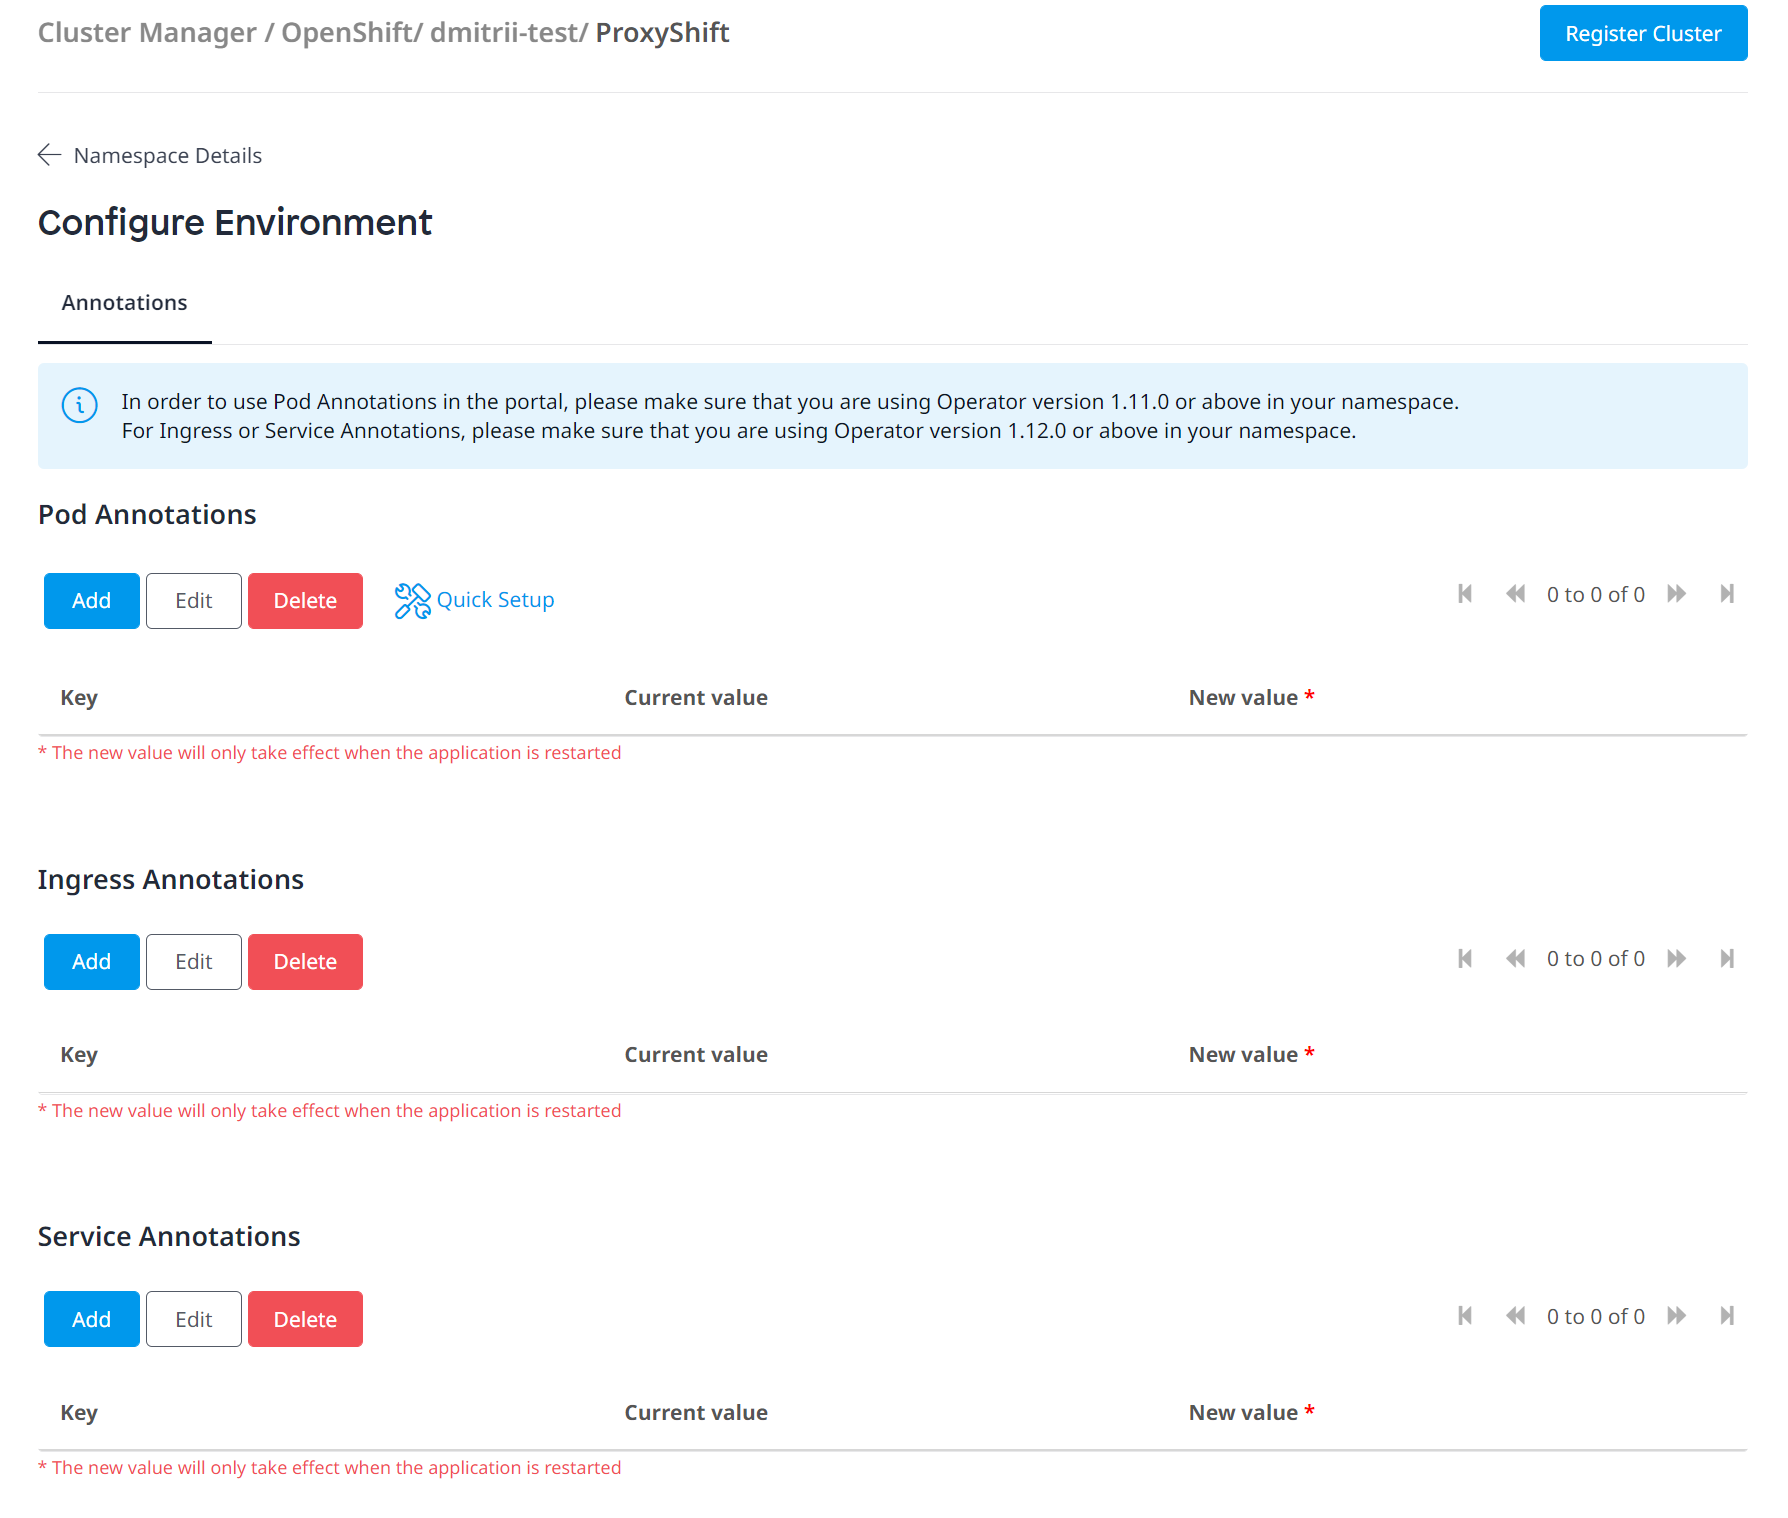 Cluster Manager / OpenShift/ dmitrii-test/ ProxyShift
Register Cluster
Namespace Details
Configure Environment
Annotations
In order to use Pod Annotations in the portal, please make sure that you are using Operator version 1.11.0 or above in your namespace.
For Ingress or Service Annotations, please make sure that you are using Operator version 1.12.0 or above in your namespace.
Pod Annotations
Add Edit Delete Quick Setup 0 to 0 of 0
Key Current value New value *
* The new value will only take effect when the application is restarted
Ingress Annotations
Add Edit Delete 0 to 0 of 0
Key Current value New value *
* The new value will only take effect when the application is restarted
Service Annotations
Add Edit Delete 0 to 0 of 0
Key Current value New value *
* The new value will only take effect when the application is restarted